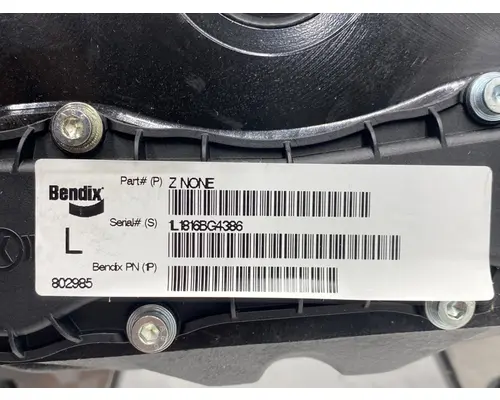 Bendix
Part# (P) Z NONE
Serial# (S) 1L1816BG4386
L
Bendix PN (1P)
802985